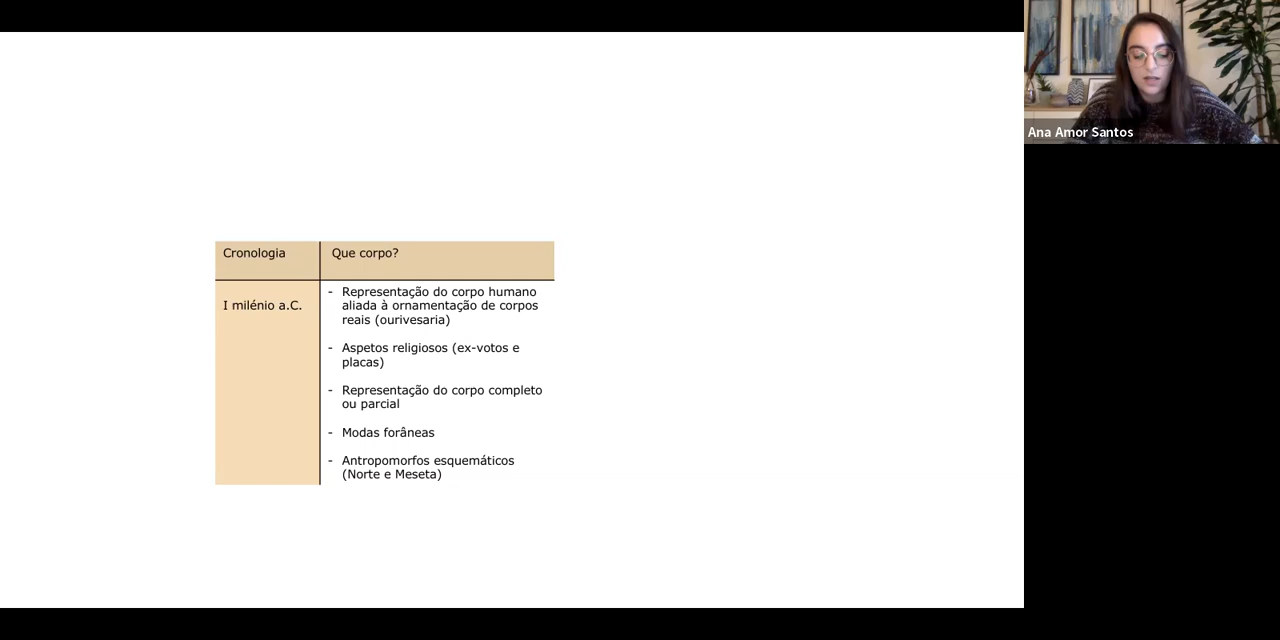 Ana Amor Santos
Cronologia
Que corpo?
I milénio a.C.
- Representação do corpo humano
aliada à ornamentação de corpos
reais (ourivesaria)
- Aspetos religiosos (ex-votos e
placas)
- Representação do corpo completo
ou parcial
- Modas forâneas
- Antropomorfos esquemáticos
(Norte e Meseta)